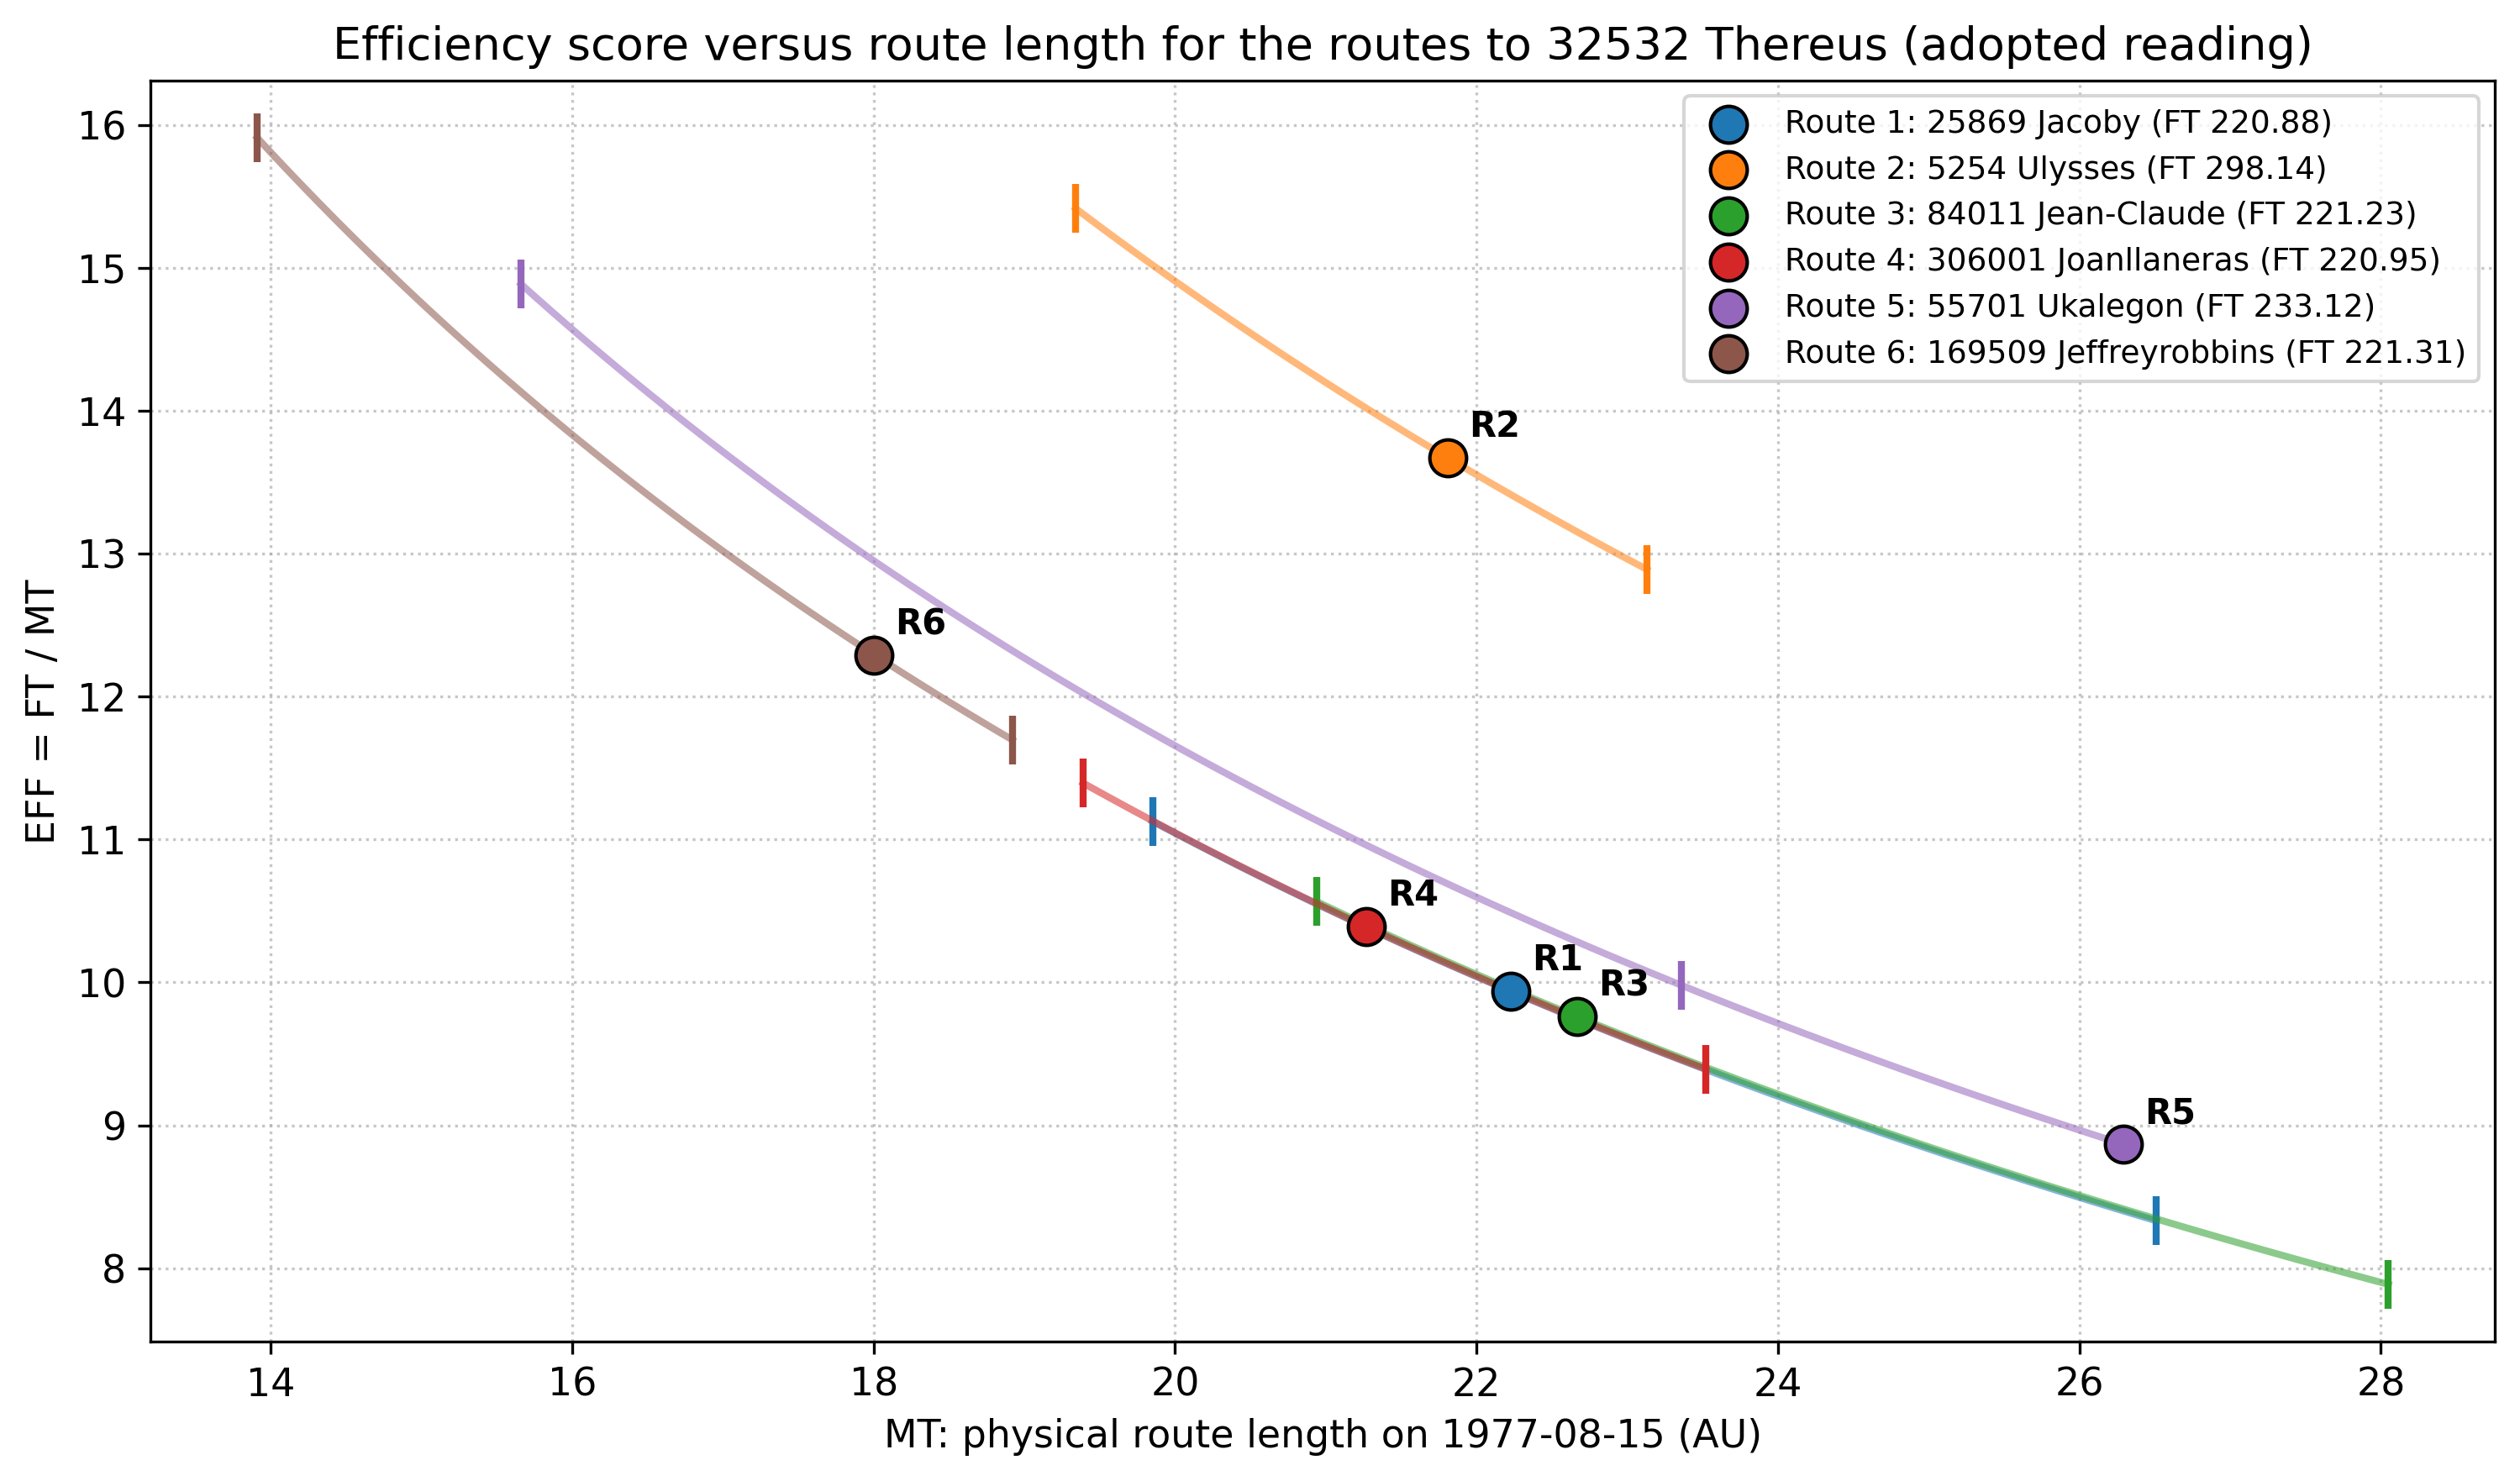 Efficiency score versus route length for the routes to 32532 Thereus (adopted reading)
EFF = FT / MT
16
15
14
13
12
11
10
9
8
Route 1: 25869 Jacoby (FT 220.88)
Route 2: 5254 Ulysses (FT 298.14)
Route 3: 84011 Jean-Claude (FT 221.23)
Route 4: 306001 Joanllaneras (FT 220.95)
Route 5: 55701 Ukalegon (FT 233.12)
Route 6: 169509 Jeffreyrobbins (FT 221.31)
R2
R6
R4
R1
R3
R5
14 16 18 20 22 24 26 28
MT: physical route length on 1977-08-15 (AU)